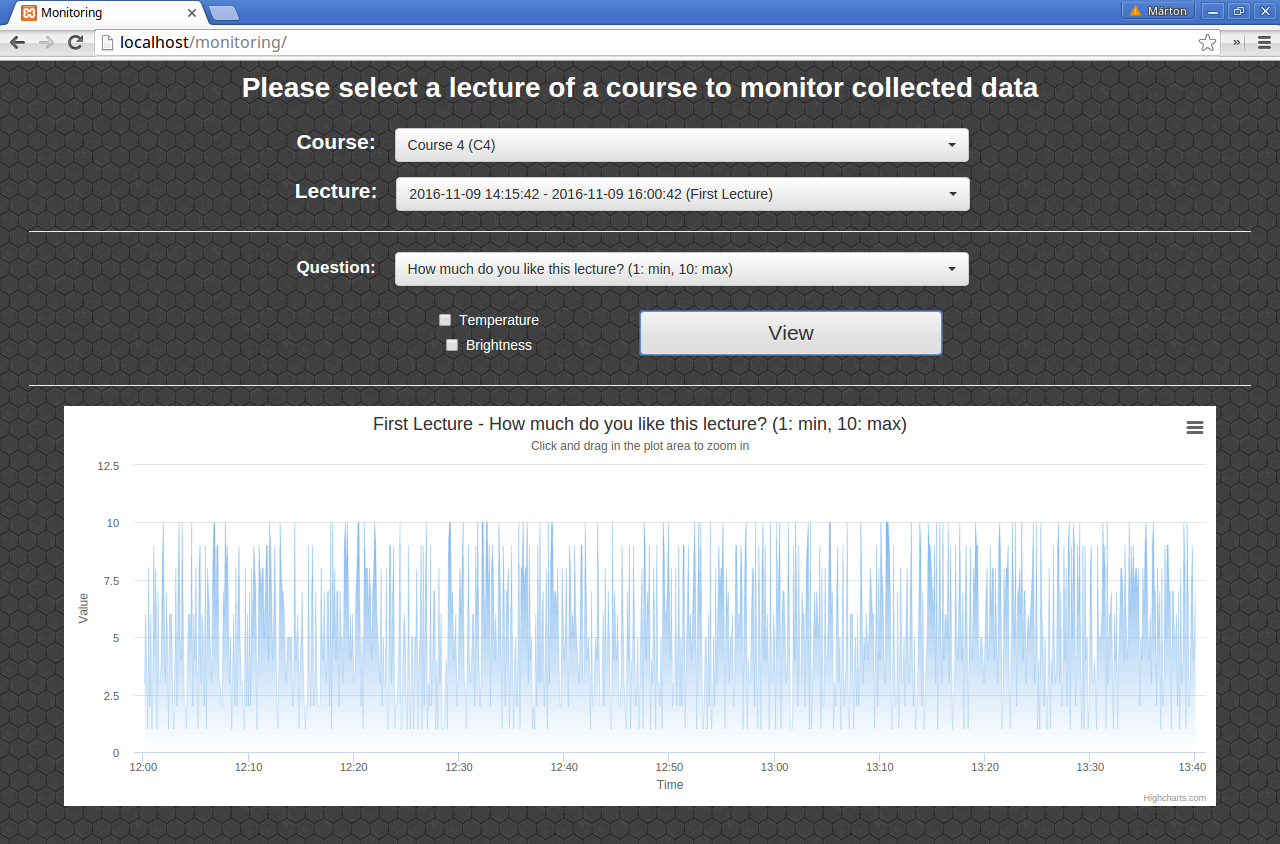 Monitoring
Márton
localhost/monitoring/
»
Please select a lecture of a course to monitor collected data
Course: Course 4 (C4)
Lecture: 2016-11-09 14:15:42 - 2016-11-09 16:00:42 (First Lecture)
Question: How much do you like this lecture? (1: min, 10: max)
Temperature
View
Brightness
First Lecture - How much do you like this lecture? (1: min, 10: max)
Click and drag in the plot area to zoom in
12.5
10
7.5
Value
5
2.5
0
12:00 12:10 12:20 12:30 12:40 12:50 13:00 13:10 13:20 13:30 13:40
Time
Highcharts.com